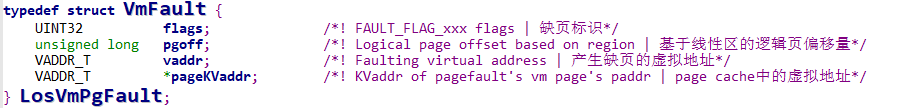 typedef struct VmFault {
UINT32 flags; /*! FAULT_FLAG_xxx flags | 缺页标识*/
unsigned long pgoff; /*! Logical page offset based on region | 基于线性区的逻辑页偏移量*/
VADDR_T vaddr; /*! Faulting virtual address | 产生缺页的虚拟地址*/
VADDR_T *pageKVaddr; /*! KVaddr of pagefault's vm page's paddr | page cache中的虚拟地址*/
} LosVmPgFault;